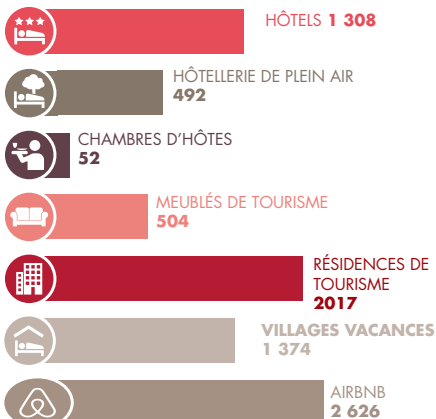 HÔTELS 1 308
HÔTELLERIE DE PLEIN AIR
492
CHAMBRES D'HÔTES
52
MEUBLÉS DE TOURISME
504
RÉSIDENCES DE
TOURISME
2017
VILLAGES VACANCES
1 374
AIRBNB
2 626